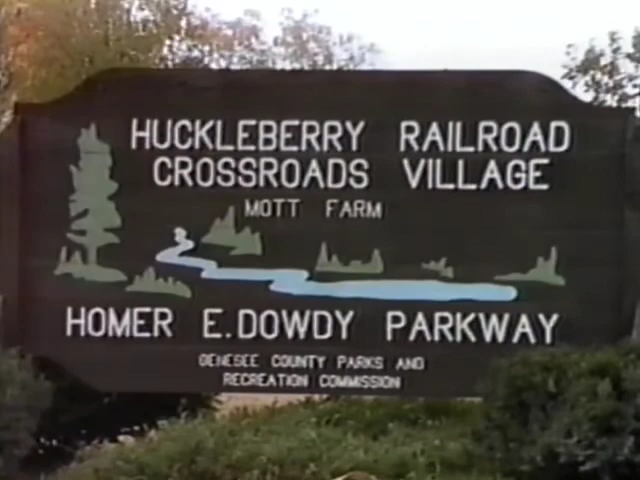 HUCKLEBERRY RAILROAD
CROSSROADS VILLAGE
MOTT FARM
HOMER E. DOWDY PARKWAY
GENESEE COUNTY PARKS AND
RECREATION COMMISSION